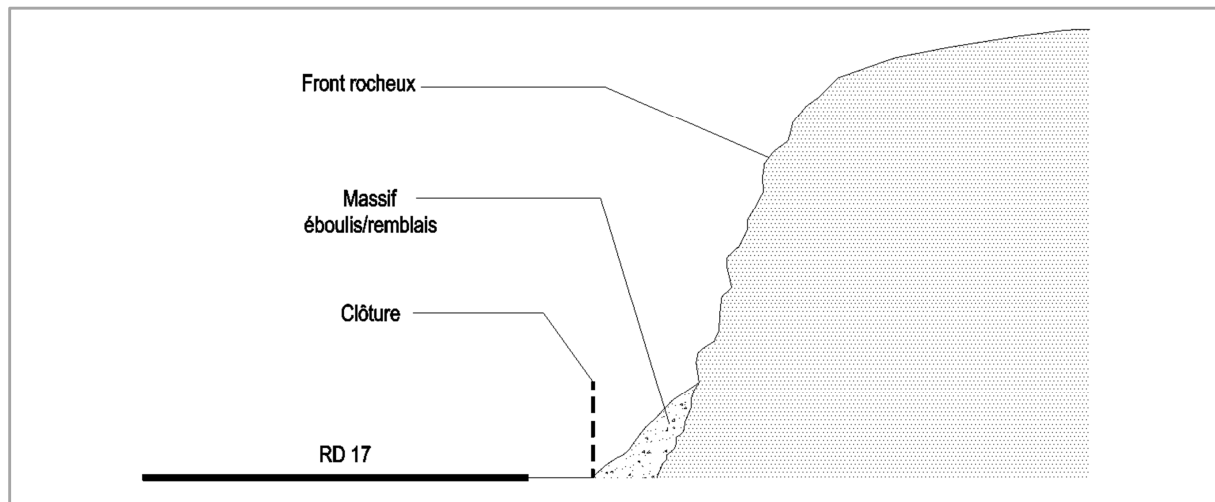 Front rocheux
Massif
éboulis/remblais
Clôture
RD 17